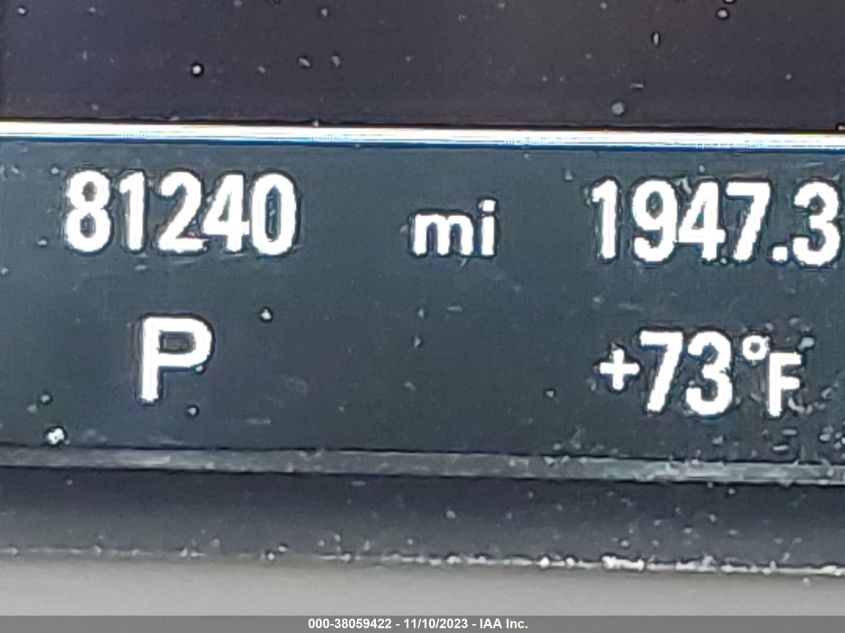 81240 mi 1947.3
P +73°F
000-38059422 - 11/10/2023 - IAA Inc.